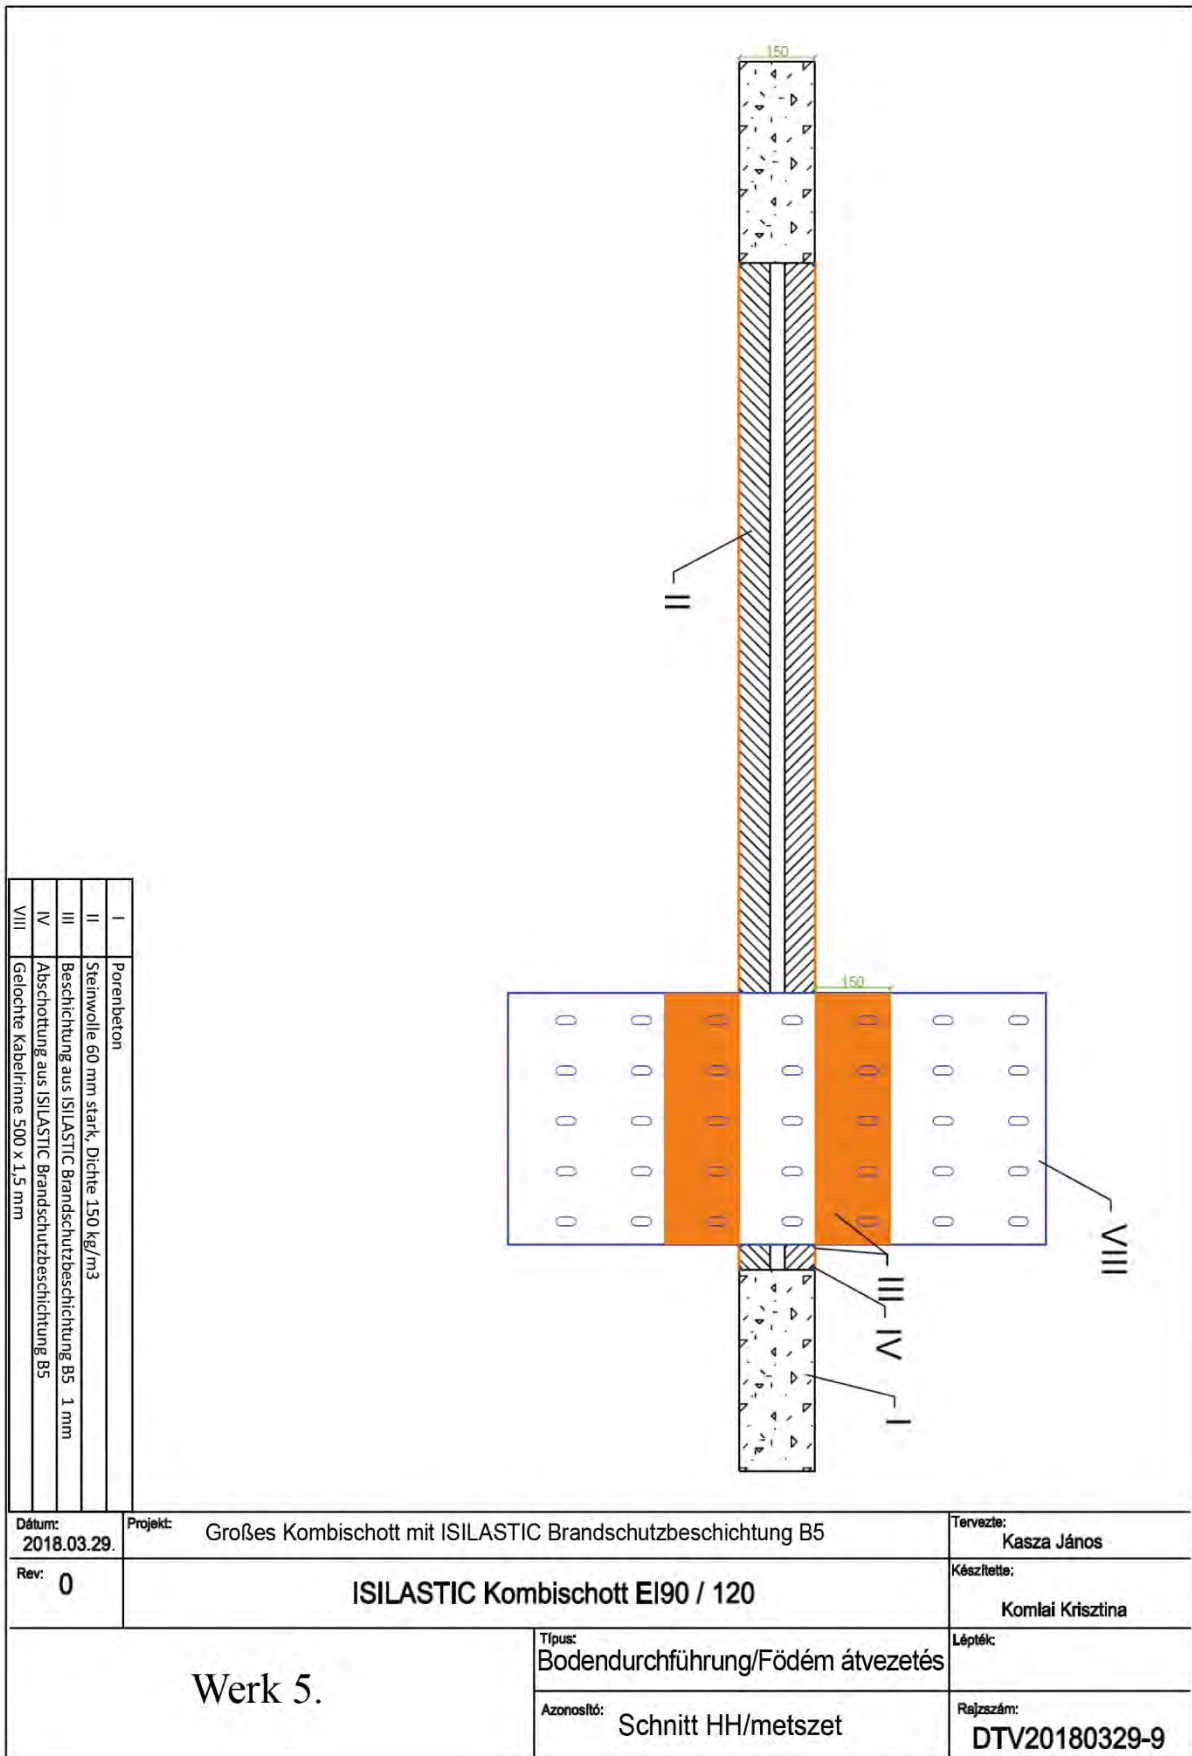 150
II
150
VIII
III
IV
I
I Porenbeton
II Steinwolle 60 mm stark, Dichte 150 kg/m3
III Beschichtung aus ISILASTIC Brandschutzbeschichtung B5 1 mm
IV Abschottung aus ISILASTIC Brandschutzbeschichtung B5
VIII Gelochte Kabelrinne 500 x 1,5 mm
Dátum:
2018.03.29.
Projekt:
Großes Kombischott mit ISILASTIC Brandschutzbeschichtung B5
Tervezte:
Kasza János
Rev: 0
ISILASTIC Kombischott EI90 / 120
Készítette:
Komlai Krisztina
Werk 5.
Típus:
Bodendurchführung/Födém átvezetés
Lépték:
Azonosító:
Schnitt HH/metszet
Rajzszám:
DTV20180329-9